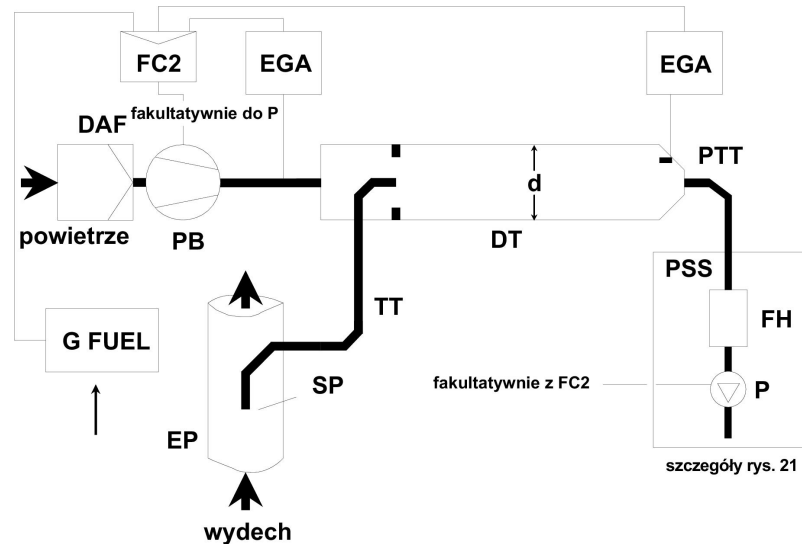 FC2
EGA
EGA
fakultatywnie do P
DAF
PTT
d
powietrze
PB
DT
PSS
TT
FH
G FUEL
SP
fakultatywnie z FC2
P
EP
szczegóły rys. 21
wydech